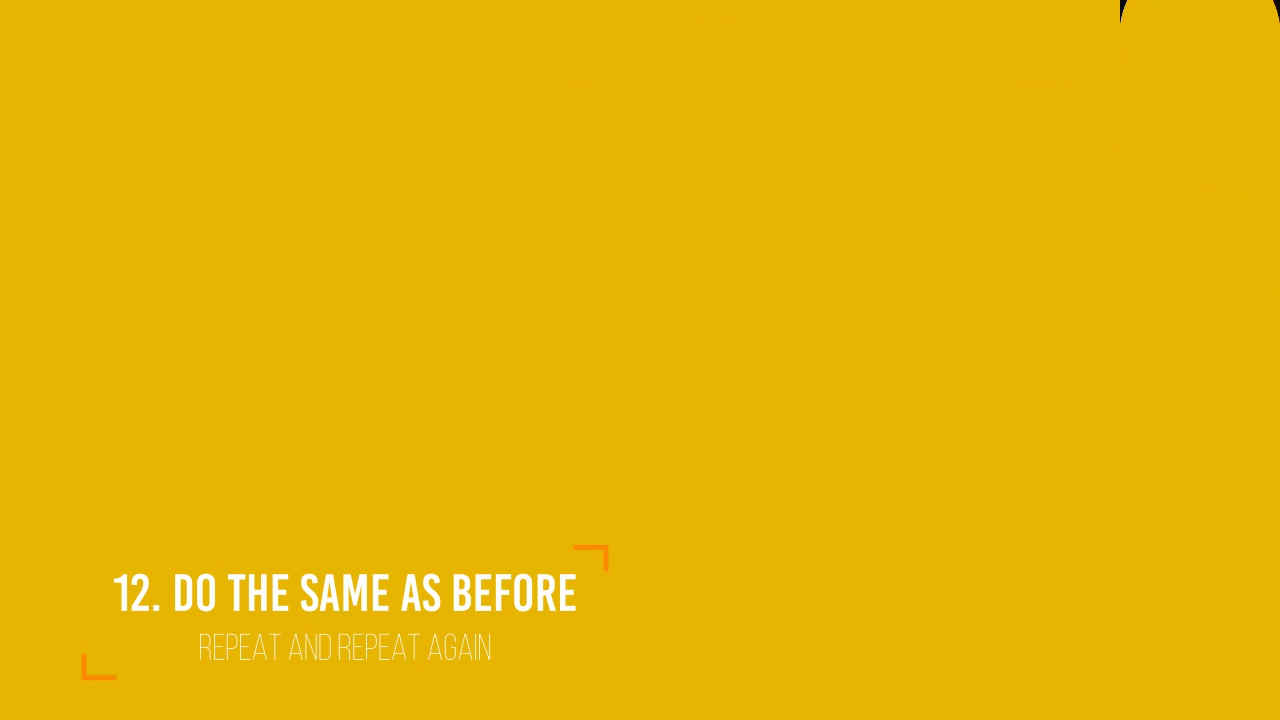 12. DO THE SAME AS BEFORE
REPEAT AND REPEAT AGAIN